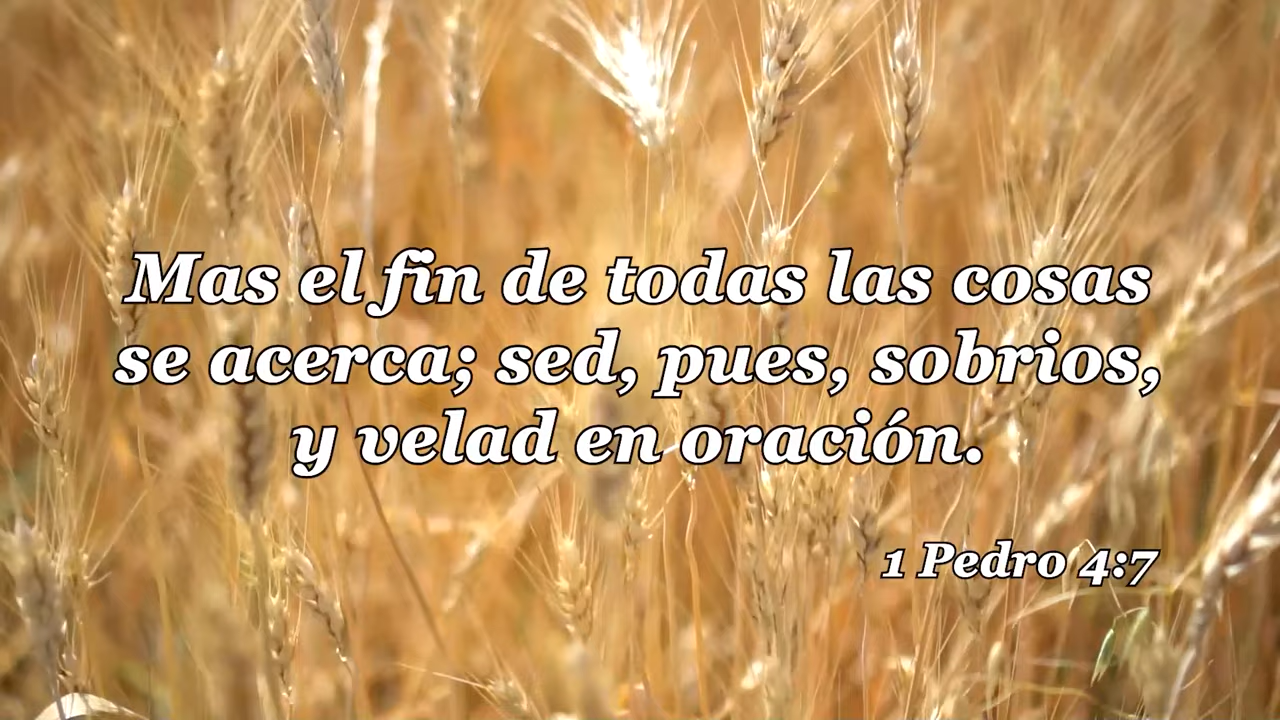 Mas el fin de todas las cosas
se acerca; sed, pues, sobrios,
y velad en oración.
1 Pedro 4:7